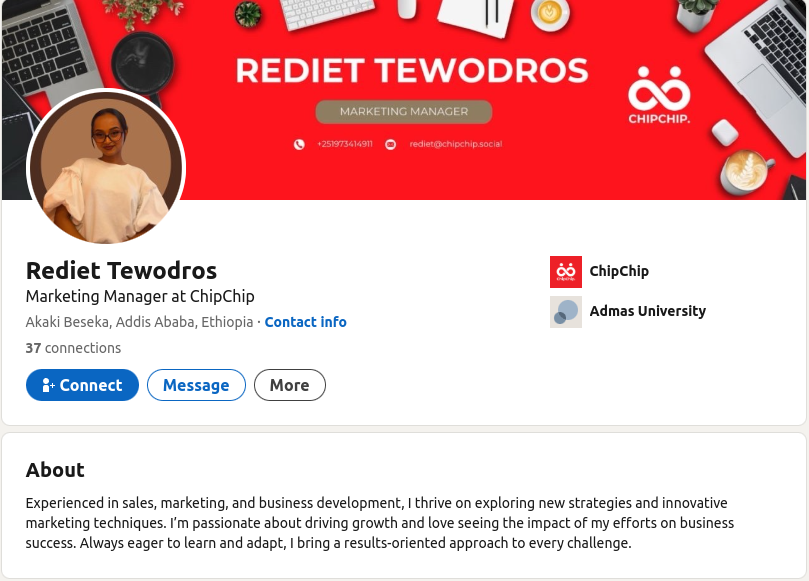 REDIET TEWODROS
MARKETING MANAGER
+251973414911 rediet@chipchip.social
CHIPCHIP.
Rediet Tewodros
Marketing Manager at ChipChip
Akaki Beseka, Addis Ababa, Ethiopia · Contact info
37 connections
Connect Message More
chipchip
ChipChip
Admas University
About
Experienced in sales, marketing, and business development, I thrive on exploring new strategies and innovative
marketing techniques. I’m passionate about driving growth and love seeing the impact of my efforts on business
success. Always eager to learn and adapt, I bring a results-oriented approach to every challenge.